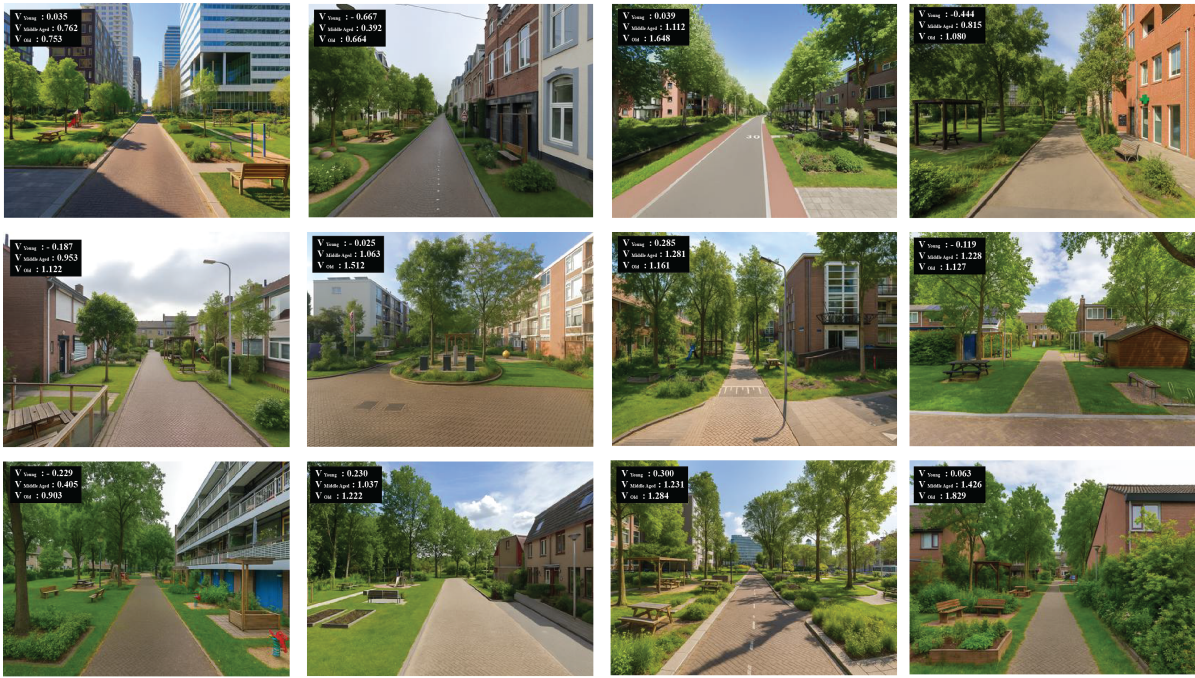 V Young : 0.035
V Middle Aged : 0.762
V Old : 0.753
V Young : - 0.667
V Middle Aged : 0.392
V Old : 0.664
V Young : 0.039
V Middle Aged : 1.112
V Old : 1.648
30
V Young : -0.444
V Middle Aged : 0.815
V Old : 1.080
V Young : - 0.187
V Middle Aged : 0.953
V Old : 1.122
V Young : - 0.025
V Middle Aged : 1.063
V Old : 1.512
V Young : 0.285
V Middle Aged : 1.281
V Old : 1.161
V Young : - 0.119
V Middle Aged : 1.228
V Old : 1.127
V Young : - 0.229
V Middle Aged : 0.405
V Old : 0.903
V Young : 0.230
V Middle Aged : 1.037
V Old : 1.222
V Young : 0.300
V Middle Aged : 1.231
V Old : 1.284
V Young : 0.063
V Middle Aged : 1.426
V Old : 1.829